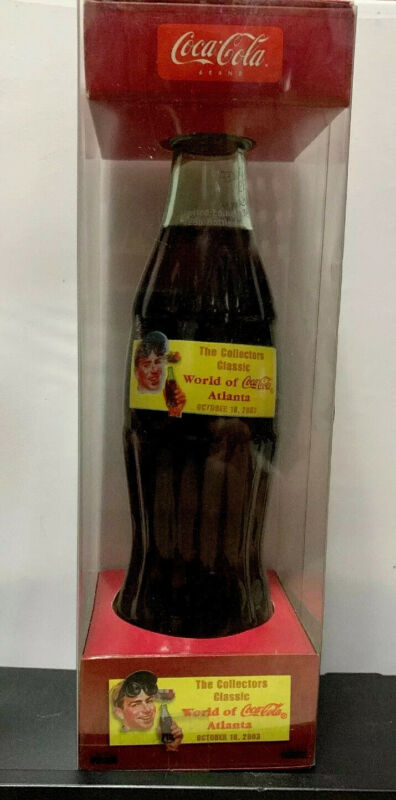 Coca-Cola
BRAND
The Collectors
Classic
World of Coca-Cola
Atlanta
OCTOBER 18, 2003
The Collectors
Classic
World of Coca-Cola®
Atlanta
OCTOBER 18, 2003